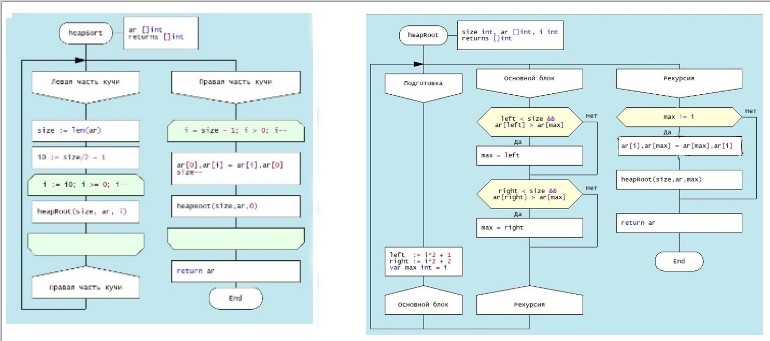 heapSort
ar []int
returns []int
Левая часть кучи
size := len(ar)
i0 := size/2 - 1
i := i0; i >= 0; i--
heapRoot(size, ar, i)
Правая часть кучи
Правая часть кучи
i = size - 1; i > 0; i--
ar[0],ar[i] = ar[i],ar[0]
size--
heapRoot(size,ar,0)
return ar
End
heapRoot
size int, ar []int, i int
returns []int
Подготовка
left := i*2 + 1
right := i*2 + 2
var max int = i
Основной блок
Основной блок
left < size &&
ar[left] > ar[max]
Нет
Да
max = left
right < size &&
ar[right] > ar[max]
Нет
Да
max = right
Рекурсия
Рекурсия
max != i
Нет
Да
ar[i],ar[max] = ar[max],ar[i]
heapRoot(size,ar,max)
return ar
End